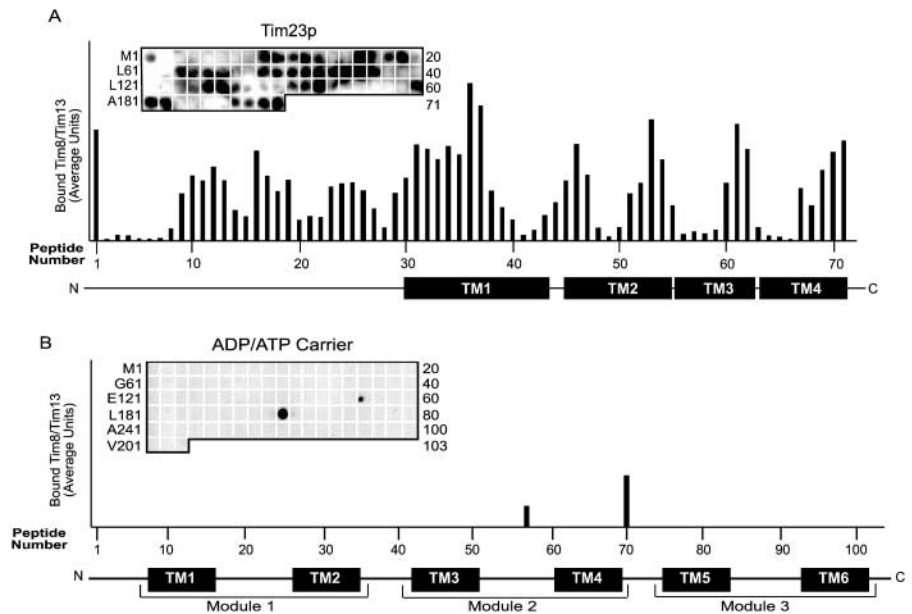 A
Tim23p
M1 20
L61 40
L121 60
A181 71
Bound Tim8/Tim13
(Average Units)
Peptide
Number
1 10 20 30 40 50 60 70
N TM1 TM2 TM3 TM4 C
B
ADP/ATP Carrier
M1 20
G61 40
E121 60
L181 80
A241 100
V201 103
Bound Tim8/Tim13
(Average Units)
Peptide
Number
1 10 20 30 40 50 60 70 80 90 100
N TM1 TM2 TM3 TM4 TM5 TM6 C
Module 1 Module 2 Module 3